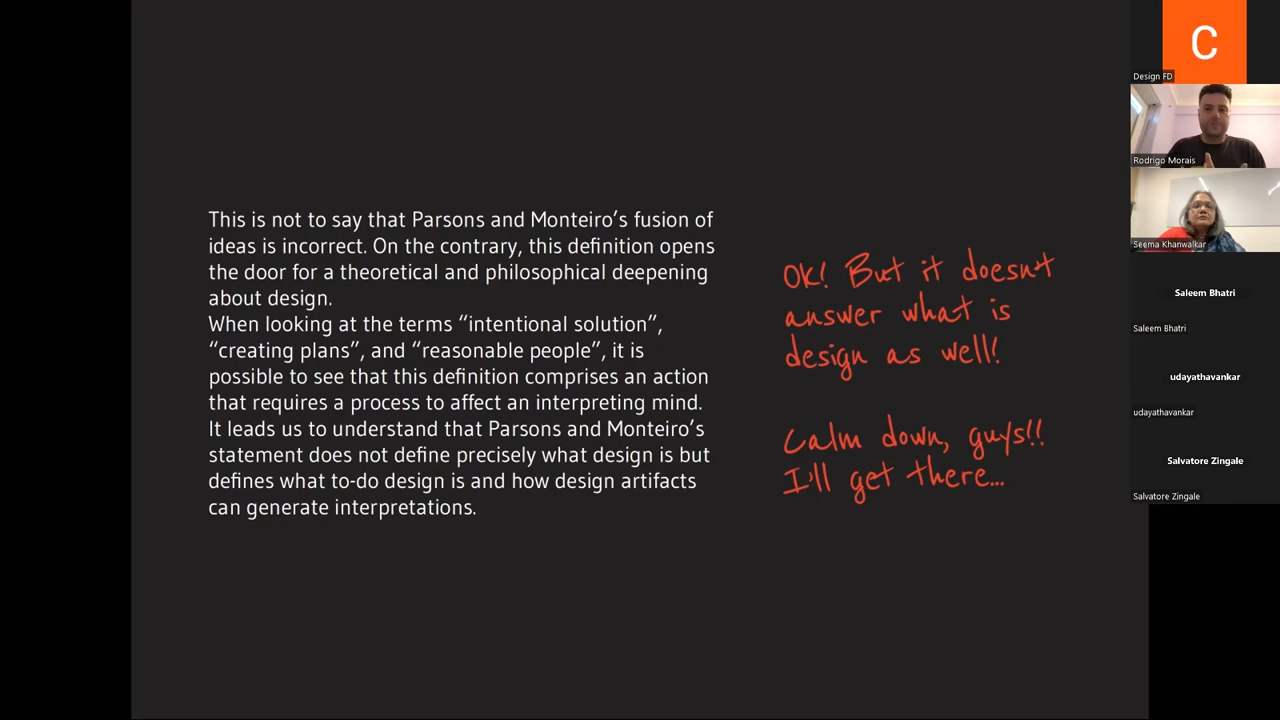 This is not to say that Parsons and Monteiro’s fusion of
ideas is incorrect. On the contrary, this definition opens
the door for a theoretical and philosophical deepening
about design.
When looking at the terms “intentional solution”,
“creating plans”, and “reasonable people”, it is
possible to see that this definition comprises an action
that requires a process to affect an interpreting mind.
It leads us to understand that Parsons and Monteiro’s
statement does not define precisely what design is but
defines what to-do design is and how design artifacts
can generate interpretations.
OK! But it doesn't
answer what is
design as well!
Calm down, guys!!
I'll get there...
C
Design FD
Rodrigo Morais
Seema Khanwalkar
Saleem Bhatri
Saleem Bhatri
udayathavankar
udayathavankar
Salvatore Zingale
Salvatore Zingale